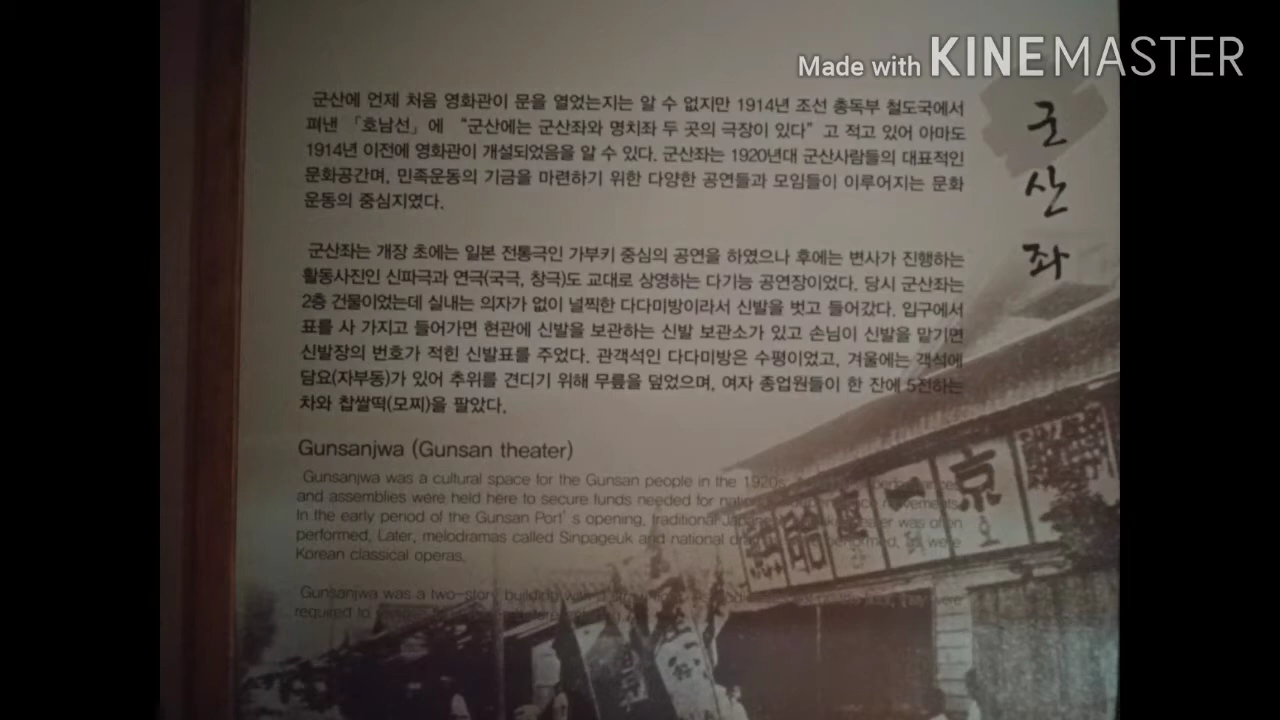 Made with KINEMASTER
군산좌
군산에 언제 처음 영화관이 문을 열었는지는 알 수 없지만 1914년 조선 총독부 철도국에서
펴낸 「호남선」에 “군산에는 군산좌와 명치좌 두 곳의 극장이 있다” 고 적고 있어 아마도
1914년 이전에 영화관이 개설되었음을 알 수 있다. 군산좌는 1920년대 군산사람들의 대표적인
문화공간며, 민족운동의 기금을 마련하기 위한 다양한 공연들과 모임들이 이루어지는 문화
운동의 중심지였다.
군산좌는 개장 초에는 일본 전통극인 가부키 중심의 공연을 하였으나 후에는 변사가 진행하는
활동사진인 신파극과 연극(국극, 창극)도 교대로 상영하는 다기능 공연장이었다. 당시 군산좌는
2층 건물이었는데 실내는 의자가 없이 널찍한 다다미방이라서 신발을 벗고 들어갔다. 입구에서
표를 사 가지고 들어가면 현관에 신발을 보관하는 신발 보관소가 있고 손님이 신발을 맡기면
신발장의 번호가 적힌 신발표를 주었다. 관객석인 다다미방은 수평이었고, 겨울에는 객석에
담요(자부동)가 있어 추위를 견디기 위해 무릎을 덮었으며, 여자 종업원들이 한 잔에 5전하는
차와 찹쌀떡(모찌)을 팔았다.
Gunsanjwa (Gunsan theater)
Gunsanjwa was a cultural space for the Gunsan people in the 1920s.
and assemblies were held here to secure funds needed for movements.
In the early period of the Gunsan Port's opening, traditional was often
performed. Later, melodramas called Sinpageuk and national performed, as were
Korean classical operas.
Gunsanjwa was a two-story building were
required to
京一座